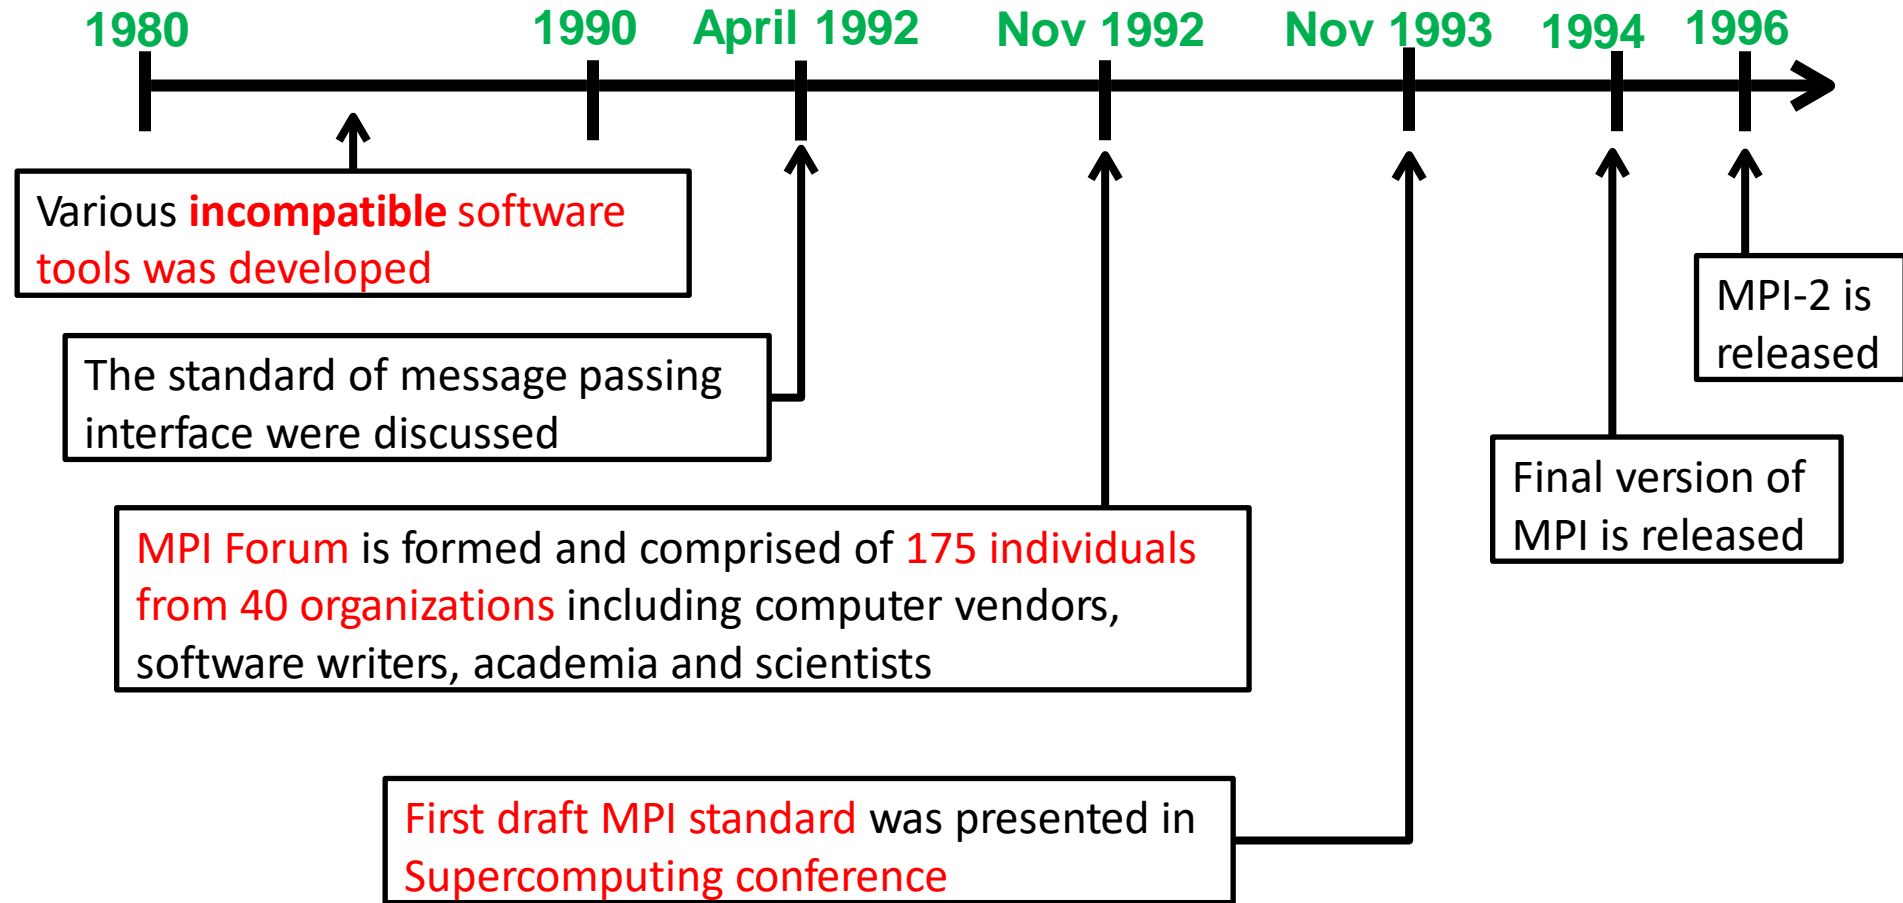 1980
1990
April 1992
Nov 1992
Nov 1993
1994
1996
Various incompatible software
tools was developed
The standard of message passing
interface were discussed
MPI Forum is formed and comprised of 175 individuals
from 40 organizations including computer vendors,
software writers, academia and scientists
First draft MPI standard was presented in
Supercomputing conference
Final version of
MPI is released
MPI-2 is
released